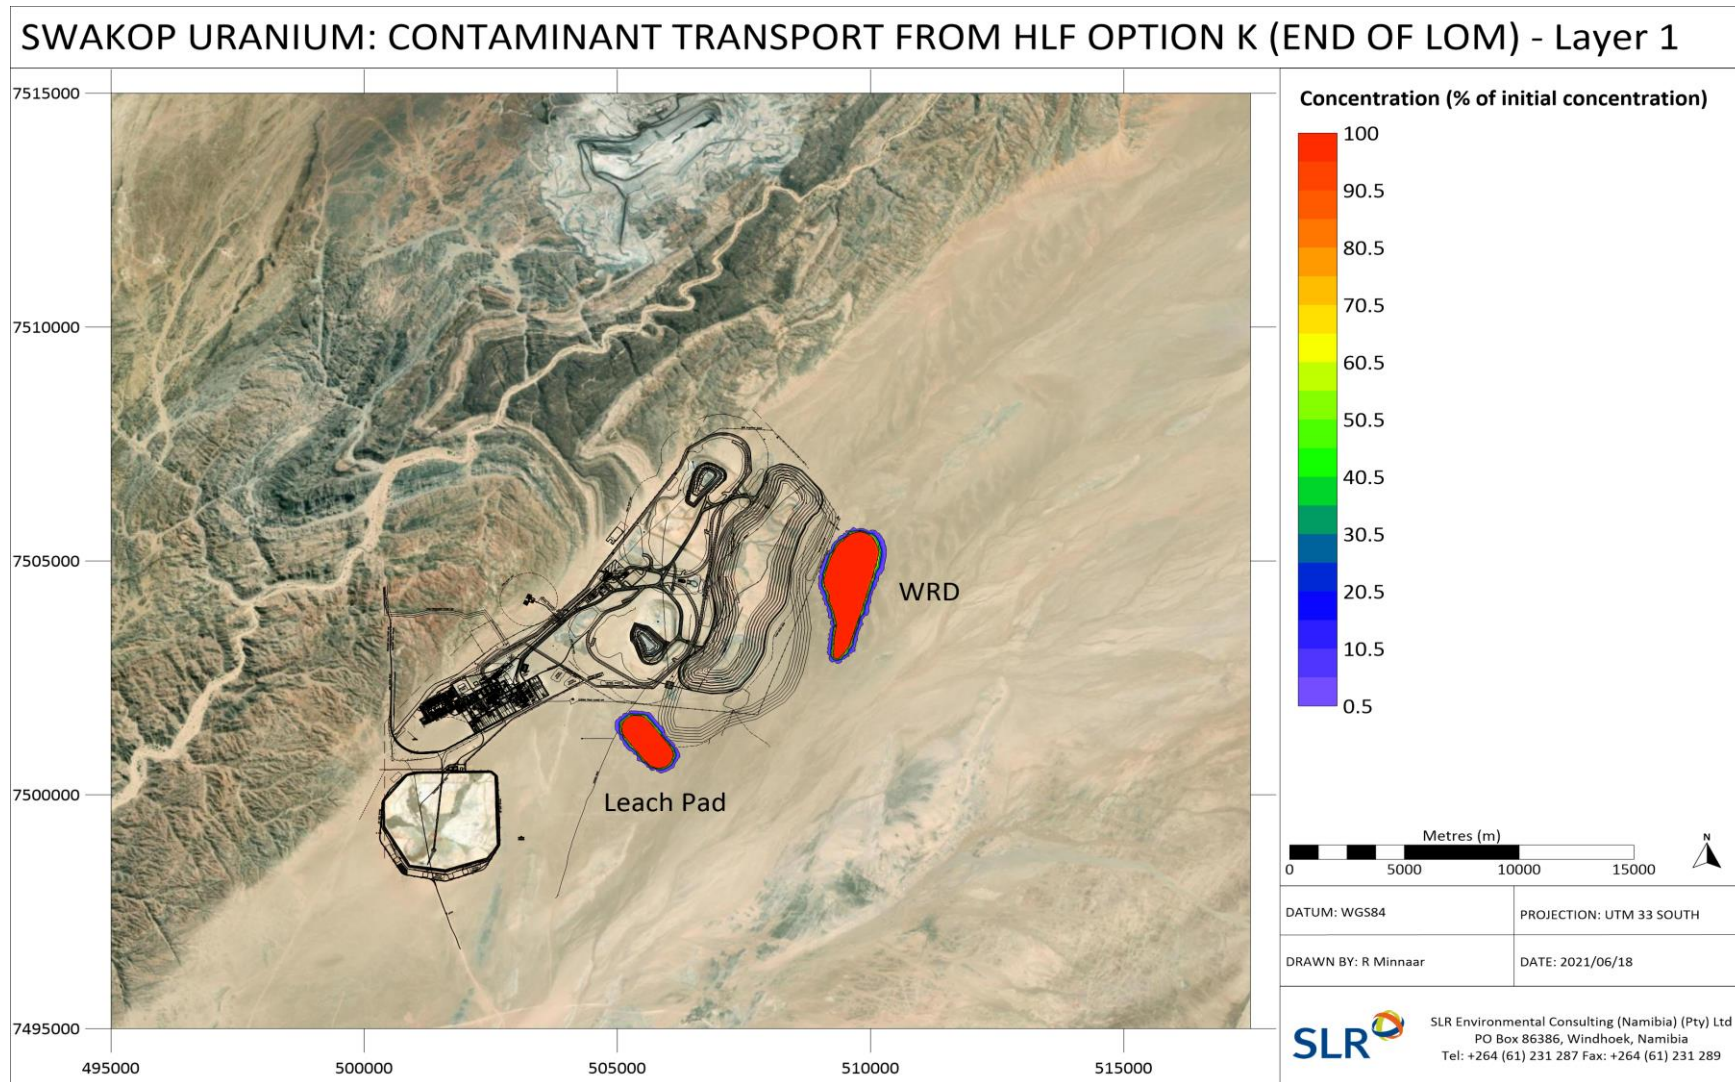 SWAKOP URANIUM: CONTAMINANT TRANSPORT FROM HLF OPTION K (END OF LOM) - Layer 1
7515000
7510000
7505000
7500000
7495000
495000
500000
505000
510000
515000
WRD
Leach Pad
Concentration (% of initial concentration)
100
90.5
80.5
70.5
60.5
50.5
40.5
30.5
20.5
10.5
0.5
Metres (m)
0 5000 10000 15000
N
DATUM: WGS84
PROJECTION: UTM 33 SOUTH
DRAWN BY: R Minnaar
DATE: 2021/06/18
SLR
SLR Environmental Consulting (Namibia) (Pty) Ltd
PO Box 86386, Windhoek, Namibia
Tel: +264 (61) 231 287 Fax: +264 (61) 231 289